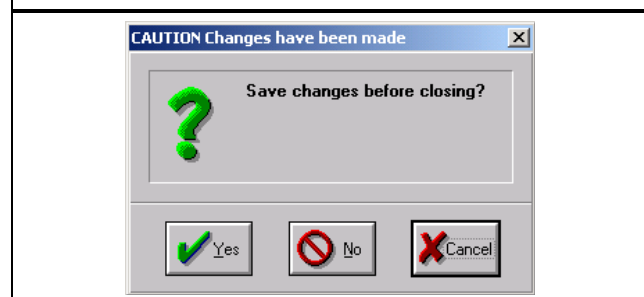 CAUTION Changes have been made
Save changes before closing?
Yes
No
Cancel